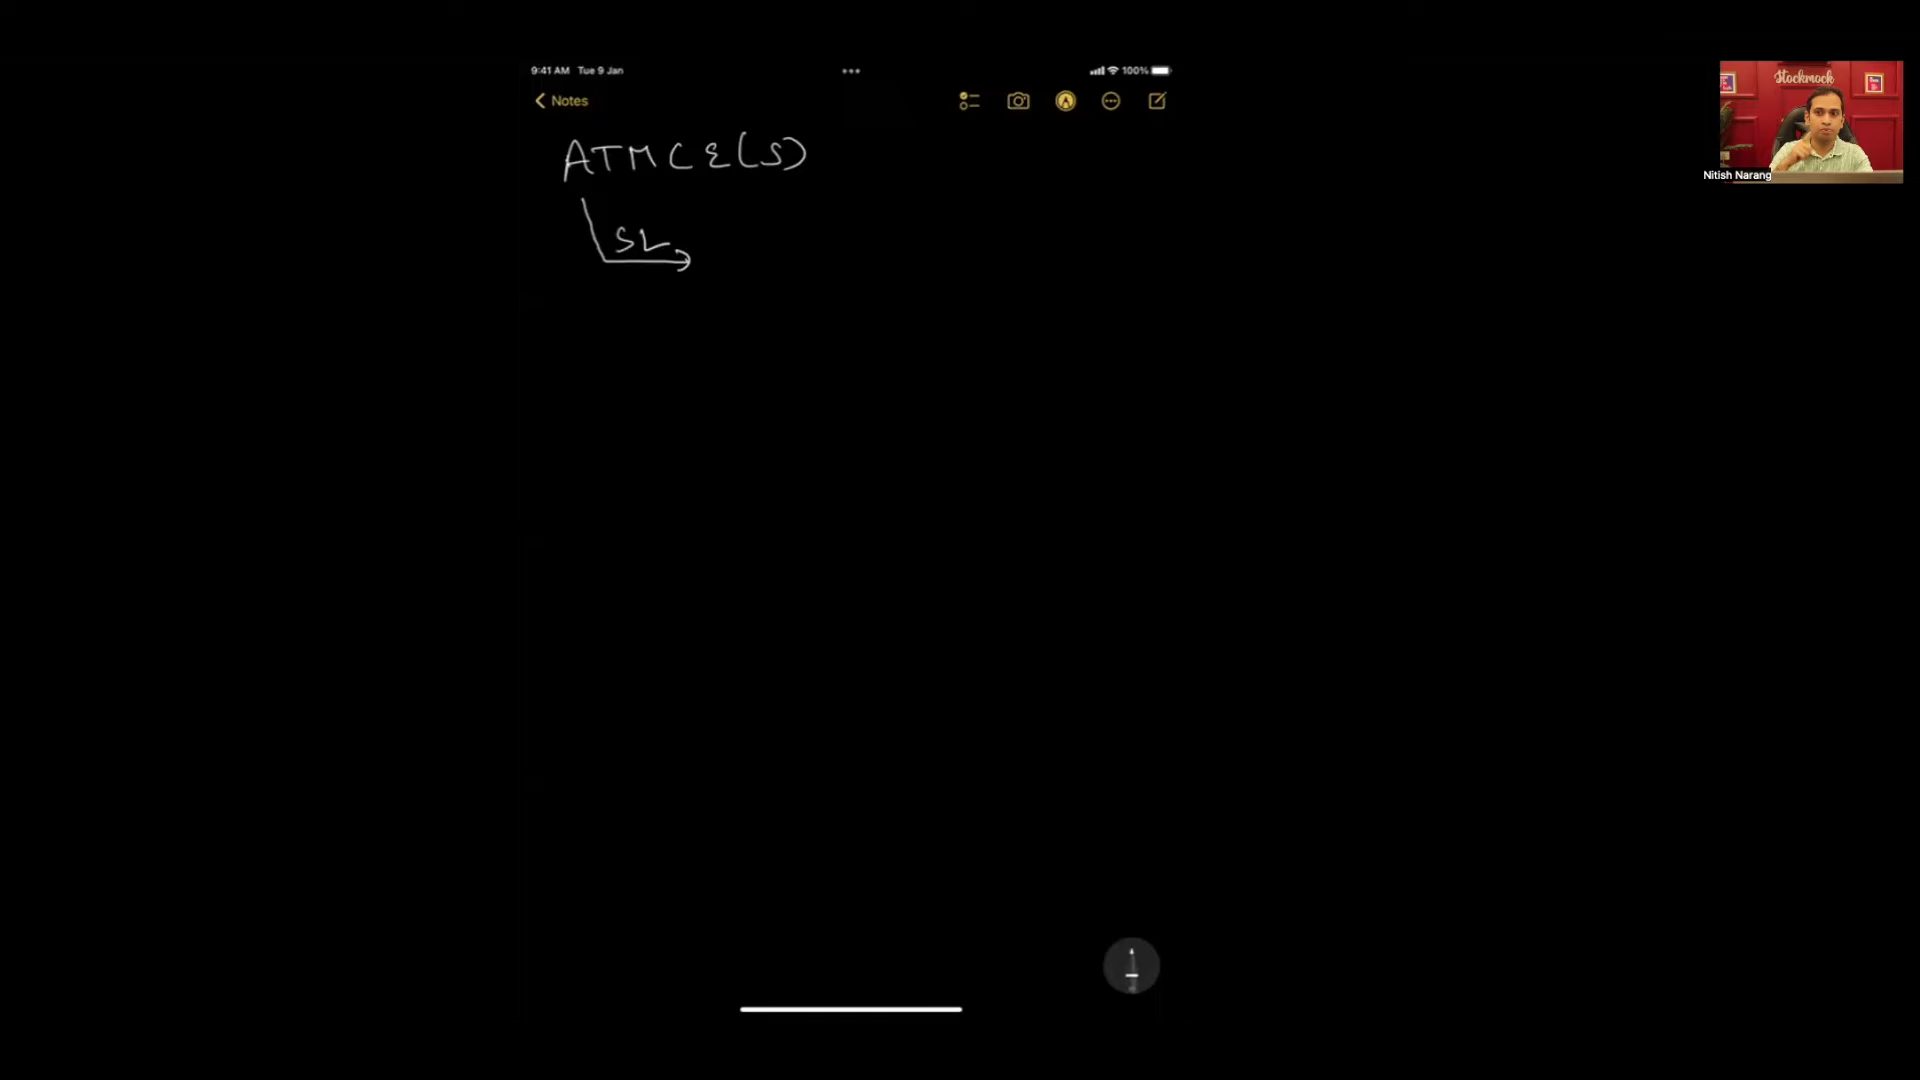 9:41 AM Tue 9 Jan
100%
Notes
Stockmock
Nitish Narang
ATM CE(S)
SL